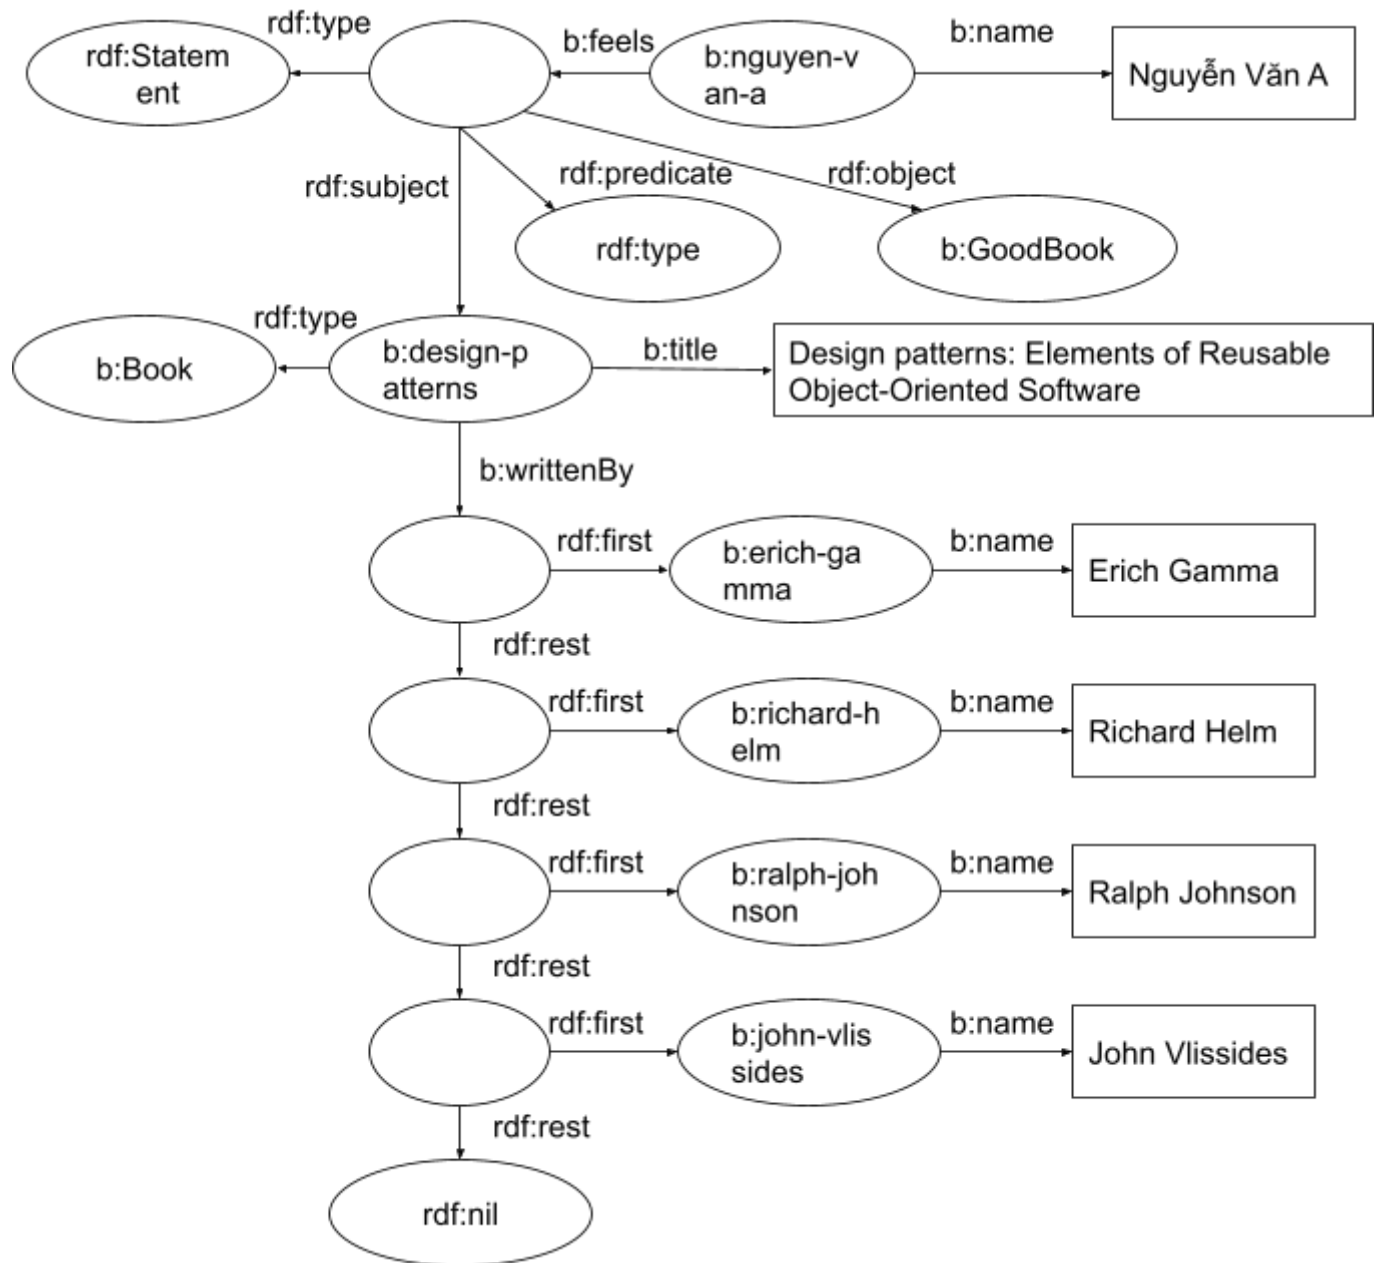 rdf:type
b:feels
b:name
rdf:Statem
ent
b:nguyen-v
an-a
Nguyễn Văn A
rdf:subject
rdf:predicate
rdf:object
rdf:type
b:GoodBook
rdf:type
b:Book
b:design-p
atterns
b:title
Design patterns: Elements of Reusable
Object-Oriented Software
b:writtenBy
rdf:first
b:erich-ga
mma
b:name
Erich Gamma
rdf:rest
rdf:first
b:richard-h
elm
b:name
Richard Helm
rdf:rest
rdf:first
b:ralph-joh
nson
b:name
Ralph Johnson
rdf:rest
rdf:first
b:john-vlis
sides
b:name
John Vlissides
rdf:rest
rdf:nil